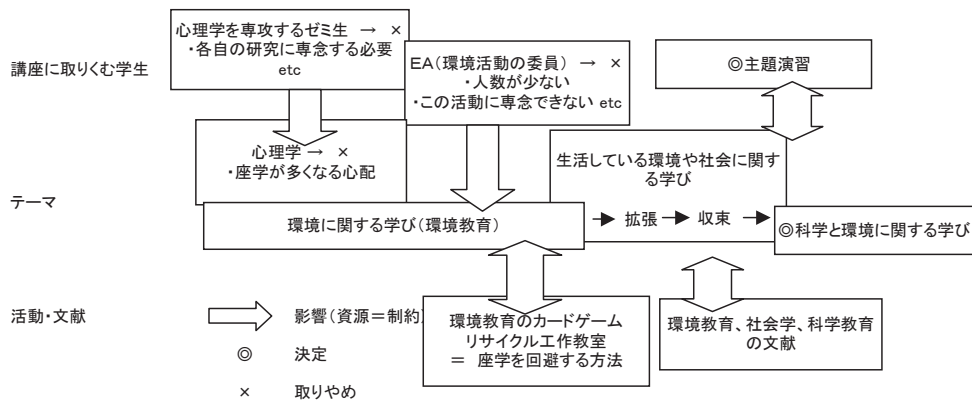 心理学を専攻するゼミ生 → ×
・各自の研究に専念する必要
etc
講座に取りくむ学生
EA(環境活動の委員) → ×
・人数が少ない
・この活動に専念できない etc
◎主題演習
心理学 → ×
・座学が多くなる心配
生活している環境や社会に関す
る学び
テーマ
環境に関する学び(環境教育)
→ 拡張 → 収束 →
◎科学と環境に関する学び
活動・文献
影響(資源=制約)
環境教育のカードゲーム
リサイクル工作教室
= 座学を回避する方法
環境教育、社会学、科学教育
の文献
◎ 決定
× 取りやめ